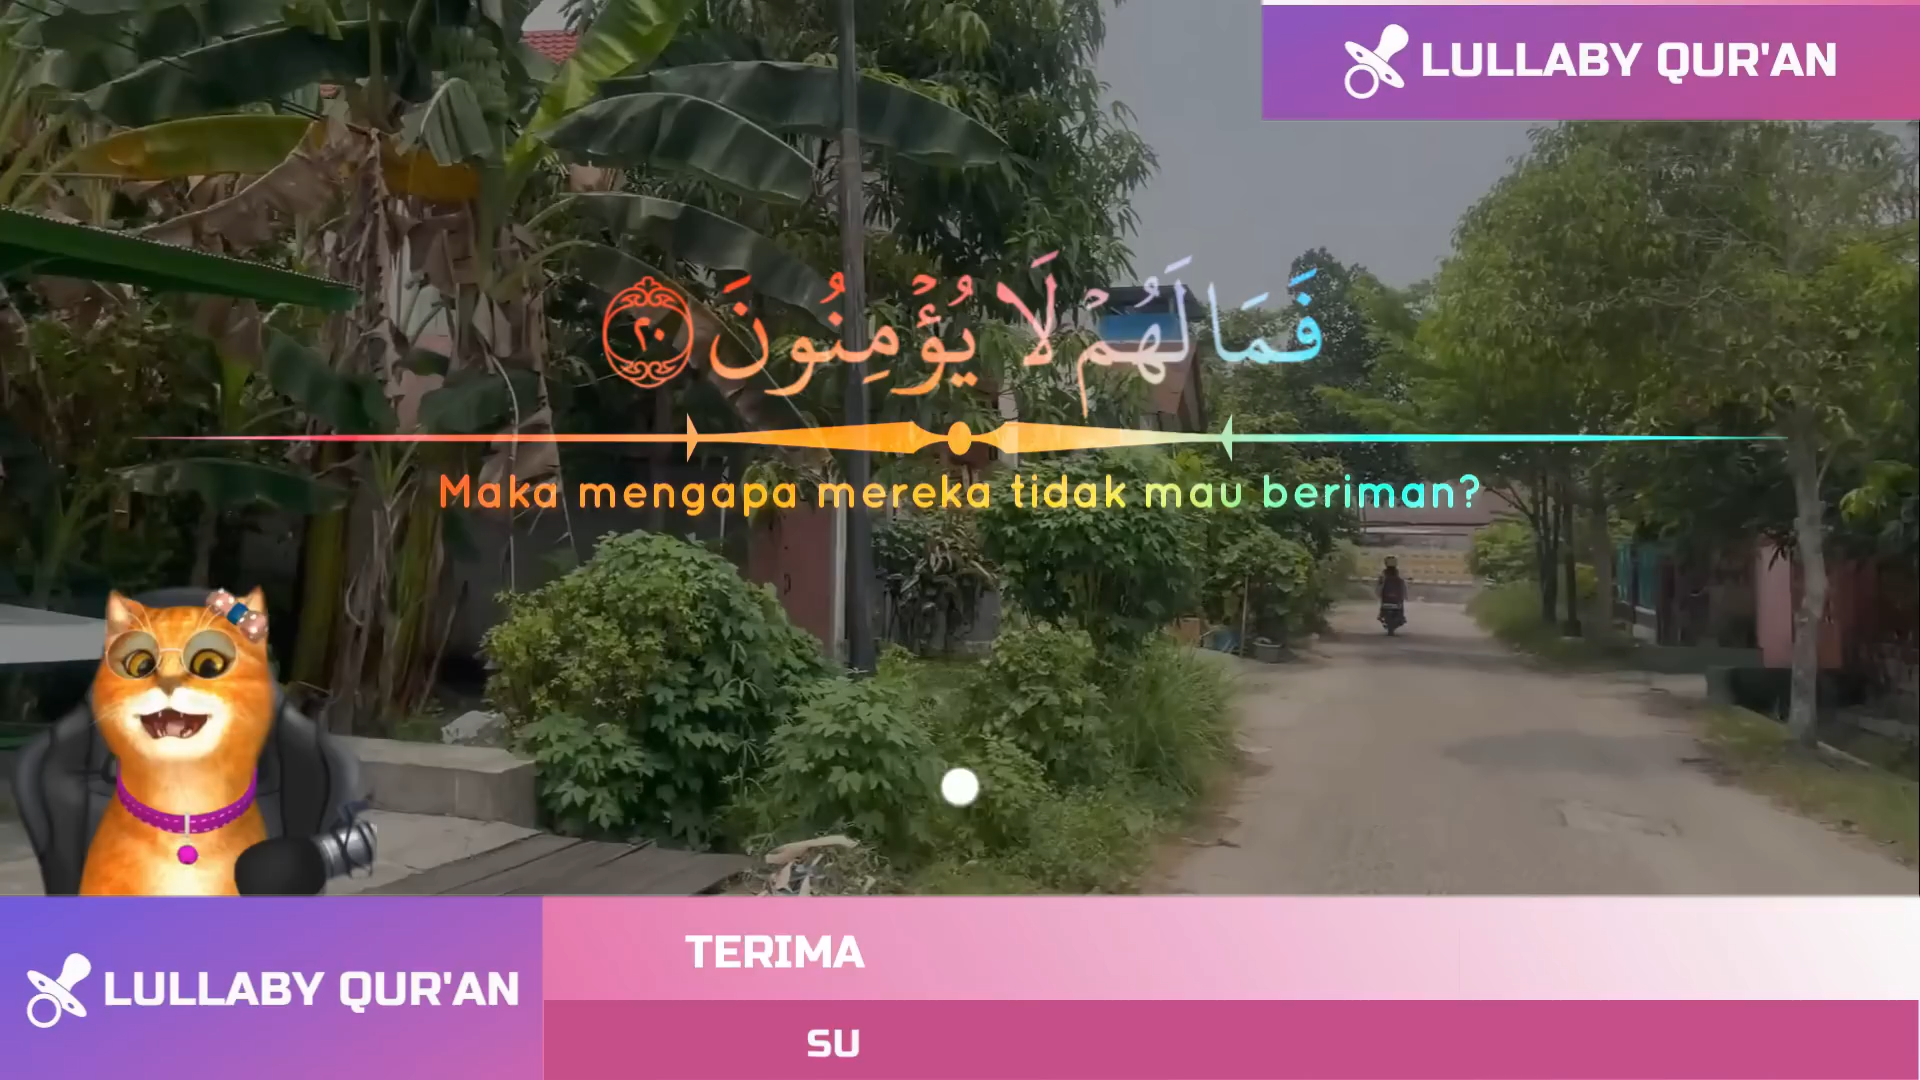 LULLABY QUR'AN
فَمَا لَهُمْ لَا يُؤْمِنُونَ ٢٠
Maka mengapa mereka tidak mau beriman?
TERIMA
LULLABY QUR'AN
SU